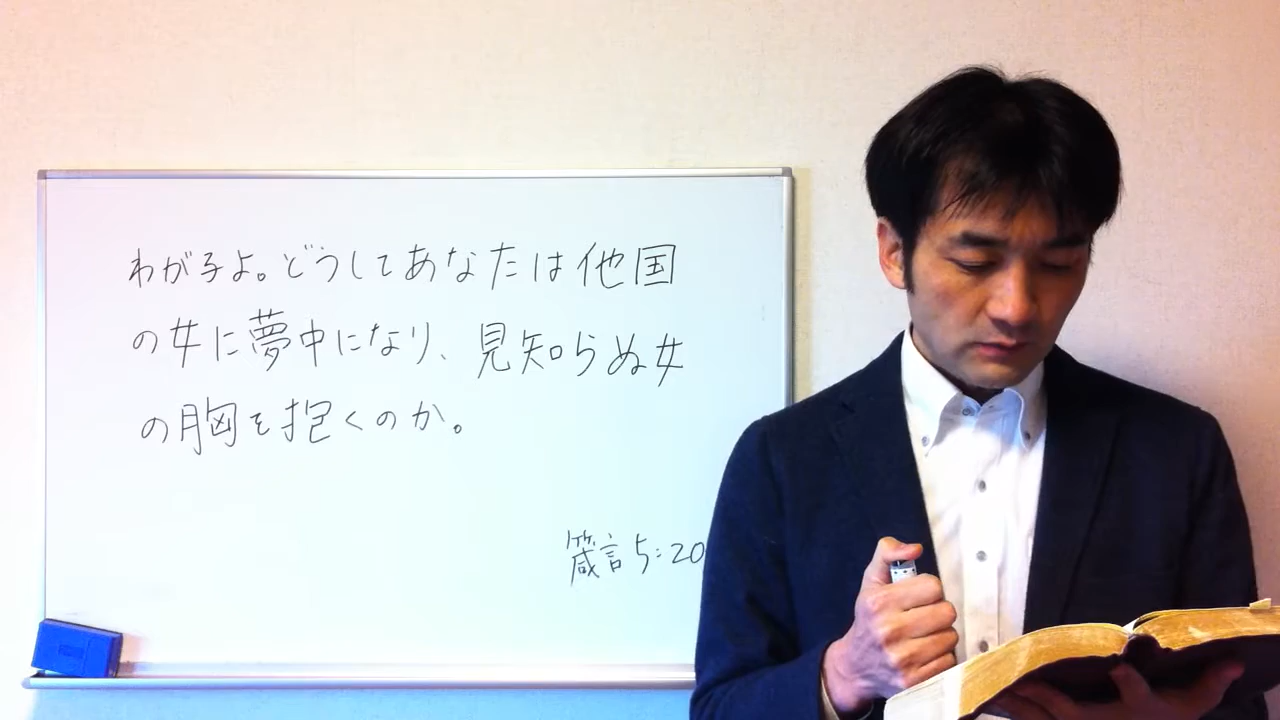 わが子よ。どうしてあなたは他国
の女に夢中になり、見知らぬ女
の胸を抱くのか。
箴言5:20